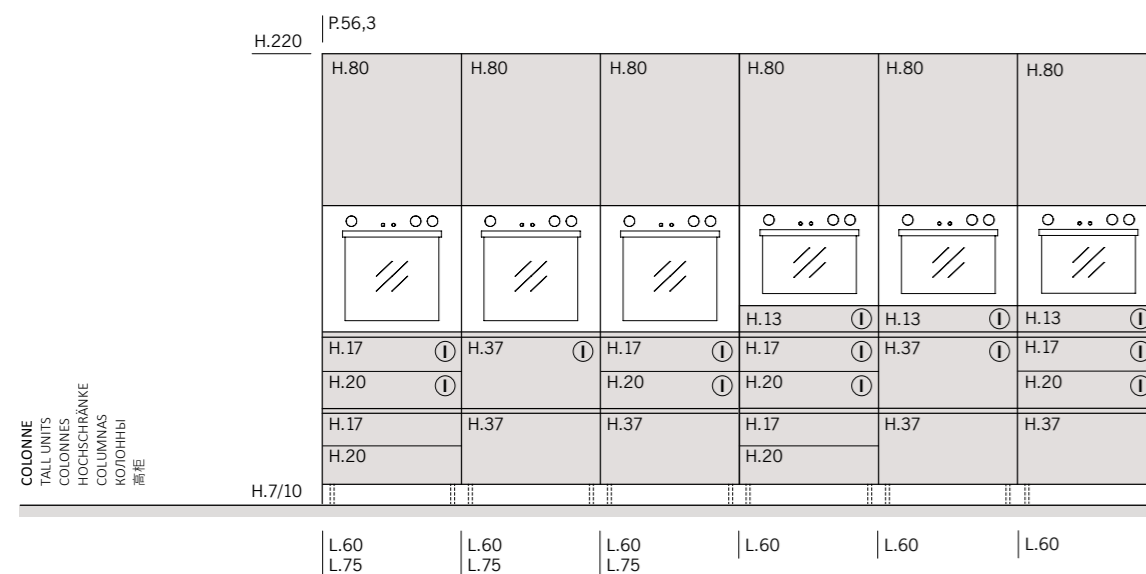 P.56,3
H.220
H.80 H.80 H.80 H.80 H.80 H.80
H.13 I H.13 I H.13 I
H.17 I H.37 I H.17 I H.17 I H.37 I H.17 I
H.20 I H.20 I H.20 I H.20 I
H.17 H.37 H.37 H.17 H.37 H.37
H.20 H.20
COLONNE
TALL UNITS
COLONNES
HOCHSCHRÄNKE
COLUMNAS
КОЛОННЫ
高柜
H.7/10
L.60 L.60 L.60 L.60 L.60 L.60
L.75 L.75 L.75